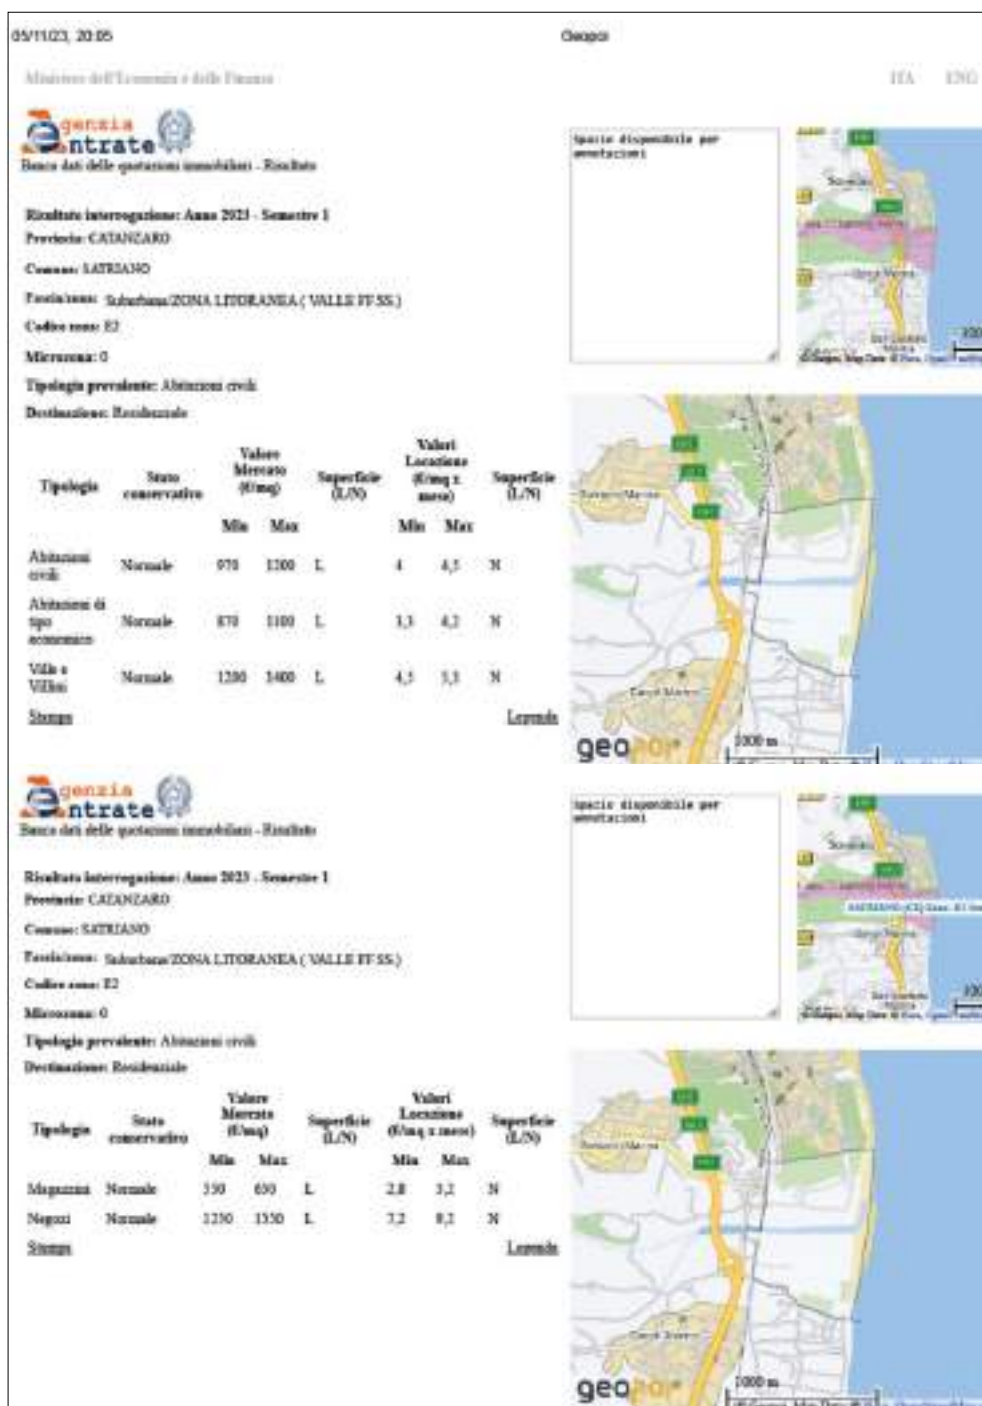 05/11/23, 20:05
Geopoi
Ministero dell'Economia e delle Finanze
ITA ENG
Agenzia
Entrate
Banca dati delle quotazioni immobiliari - Risultato
Spazio disponibile per
annotazioni
Risultato interrogazione: Anno 2023 - Semestre 1
Provincia: CATANZARO
Comune: SATRIANO
Fascia/zona: Suburbana/ZONA LITORANEA ( VALLE FF.SS.)
Codice zona: E2
Microzona: 0
Tipologia prevalente: Abitazioni civili
Destinazione: Residenziale
Tipologia Stato conservativo Valore Mercato (€/mq) Superficie (L/N) Valori Locazione (€/mq x mese) Superficie (L/N)
Min Max Min Max
Abitazioni civili Normale 970 1200 L 4 4,5 N
Abitazioni di tipo economico Normale 870 1100 L 3,3 4,2 N
Ville e Villini Normale 1200 1400 L 4,5 N
Stampa Legenda
geopoi
1000 m
Agenzia
Entrate
Banca dati delle quotazioni immobiliari - Risultato
Spazio disponibile per
annotazioni
Risultato interrogazione: Anno 2023 - Semestre 1
Provincia: CATANZARO
Comune: SATRIANO
Fascia/zona: Suburbana/ZONA LITORANEA ( VALLE FF.SS.)
Codice zona: E2
Microzona: 0
Tipologia prevalente: Abitazioni civili
Destinazione: Residenziale
Tipologia Stato conservativo Valore Mercato (€/mq) Superficie (L/N) Valori Locazione (€/mq x mese) Superficie (L/N)
Min Max Min Max
Magazzini Normale 650 L 2,8 3,2 N
Negozi Normale 1250 1550 L 7,2 8,2 N
Stampa Legenda
geopoi
1000 m